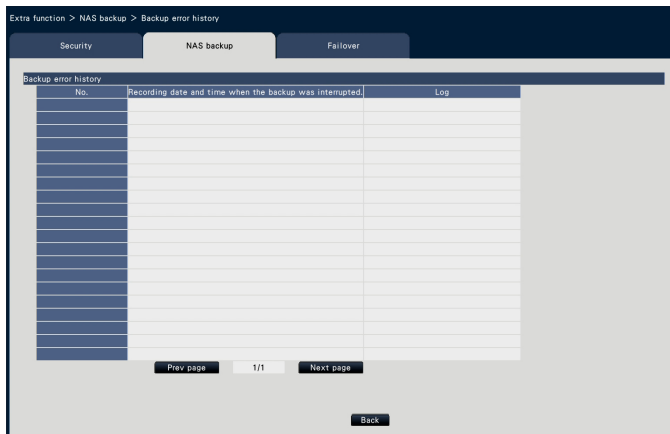 Extra function > NAS backup > Backup error history
Security NAS backup Failover
Backup error history
No. Recording date and time when the backup was interrupted. Log
Prev page 1/1 Next page
Back